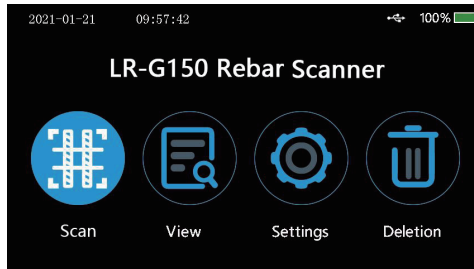 2021-01-21 09:57:42 100%
LR-G150 Rebar Scanner
Scan View Settings Deletion